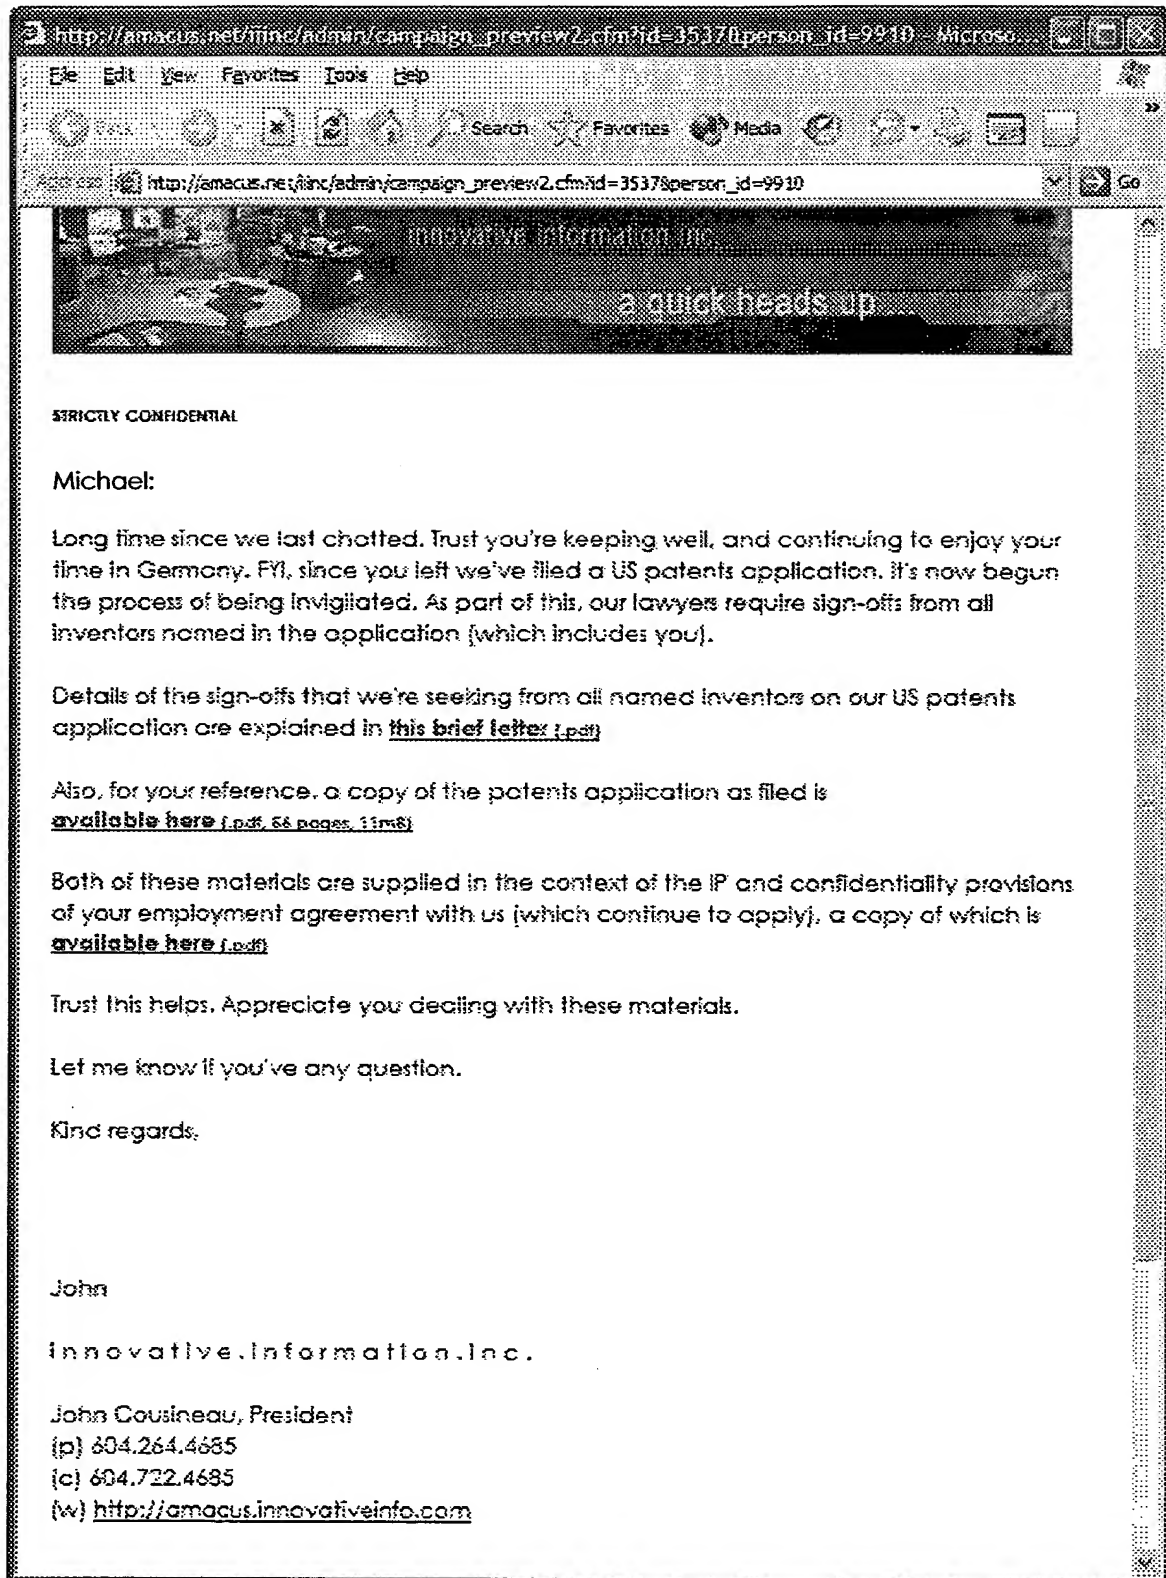 http://amacus.net/iiinc/admin/campaign_preview2.cfm?id=3537&person_id=9910 - Microso...
File Edit View Favorites Tools Help
Back Search Favorites Media
Address http://amacus.net/iiinc/admin/campaign_preview2.cfm?id=3537&person_id=9910 Go
innovative information inc.
a quick heads up ...
STRICTLY CONFIDENTIAL
Michael:
Long time since we last chatted. Trust you're keeping well, and continuing to enjoy your
time in Germany. FYI, since you left we've filed a US patents application. It's now begun
the process of being invigilated. As part of this, our lawyers require sign-offs from all
inventors named in the application (which includes you).
Details of the sign-offs that we're seeking from all named inventors on our US patents
application are explained in this brief letter (.pdf)
Also, for your reference, a copy of the patents application as filed is
available here (.pdf, 66 pages, 11mB)
Both of these materials are supplied in the context of the IP and confidentiality provisions
of your employment agreement with us (which continue to apply), a copy of which is
available here (.pdf)
Trust this helps. Appreciate you dealing with these materials.
Let me know if you've any question.
Kind regards,
John
innovative.information.inc.
John Cousineau, President
(p) 604.264.4685
(c) 604.722.4685
(w) http://amacus.innovativeinfo.com